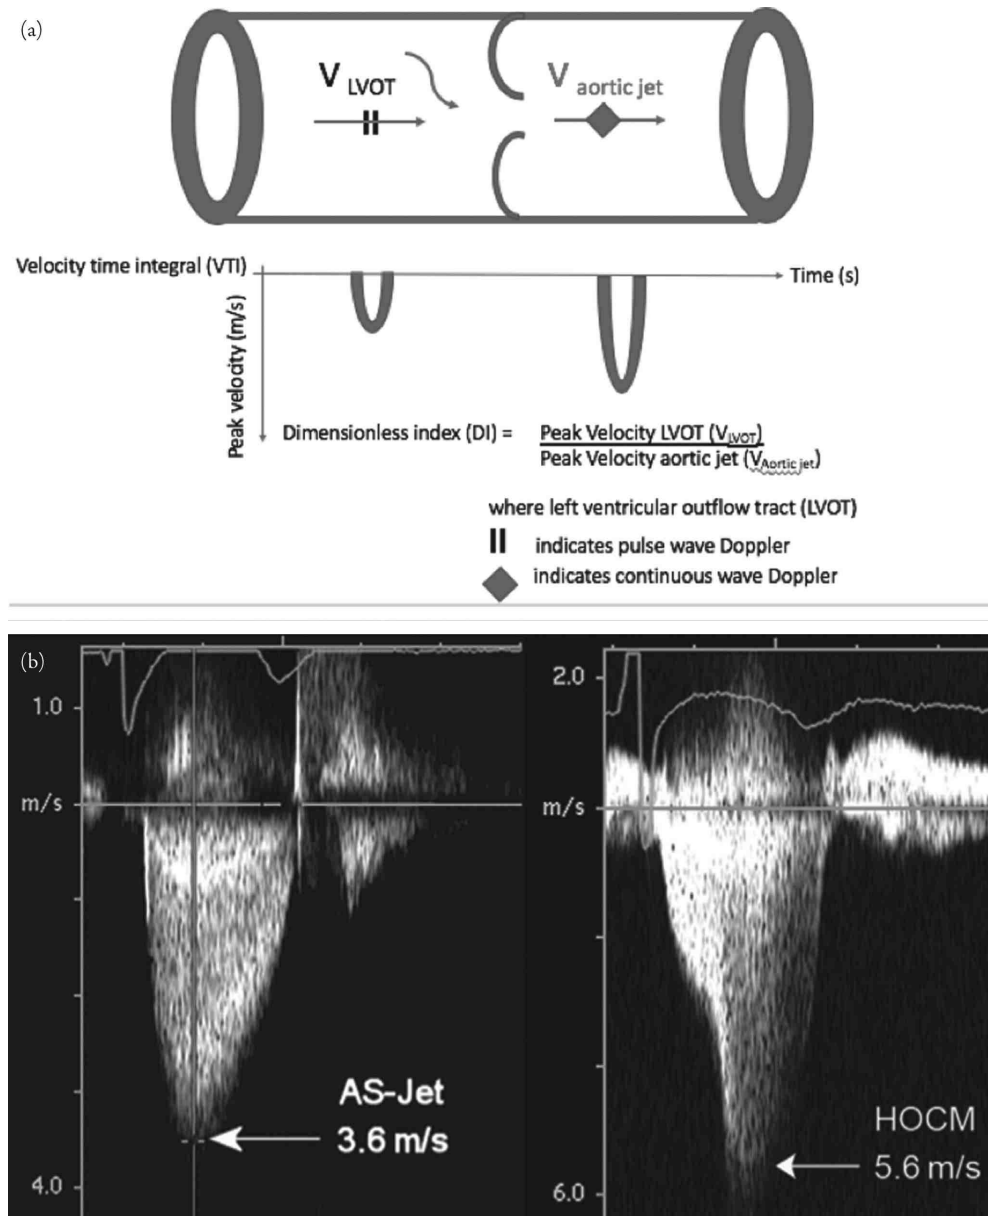 (a)
V LVOT
V aortic jet
Velocity time integral (VTI)
Time (s)
Peak velocity (m/s)
Dimensionless index (DI) = Peak Velocity LVOT (VLVOT)
Peak Velocity aortic jet (VAortic jet)
where left ventricular outflow tract (LVOT)
indicates pulse wave Doppler
indicates continuous wave Doppler
(b)
1.0
m/s
AS-Jet
3.6 m/s
4.0
2.0
m/s
HOCM
5.6 m/s
6.0